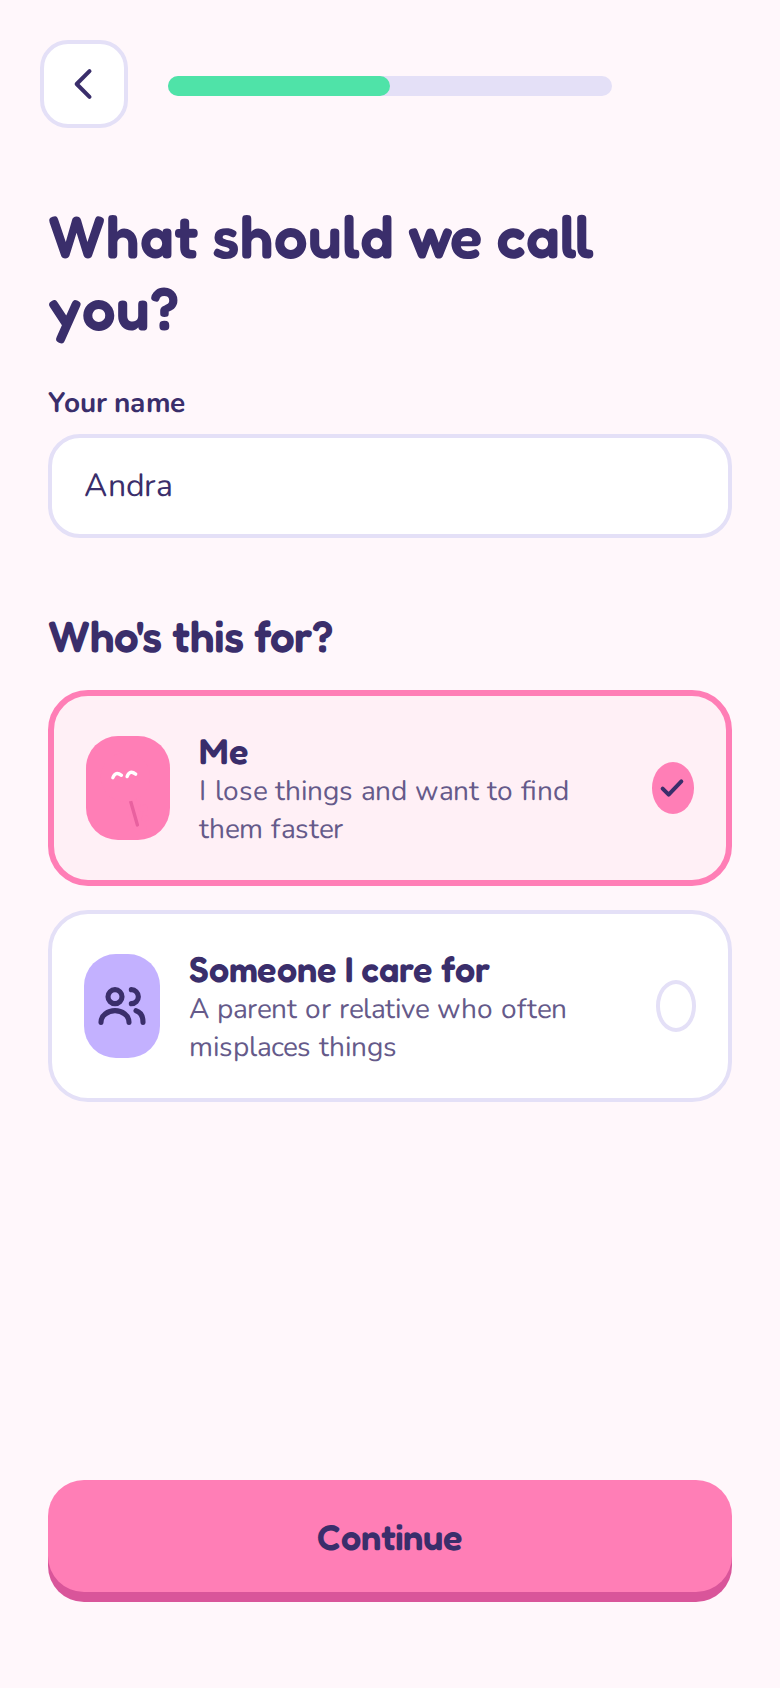 What should we call
you?
Your name
Andra
Who's this for?
Me
I lose things and want to find
them faster
Someone I care for
A parent or relative who often
misplaces things
Continue